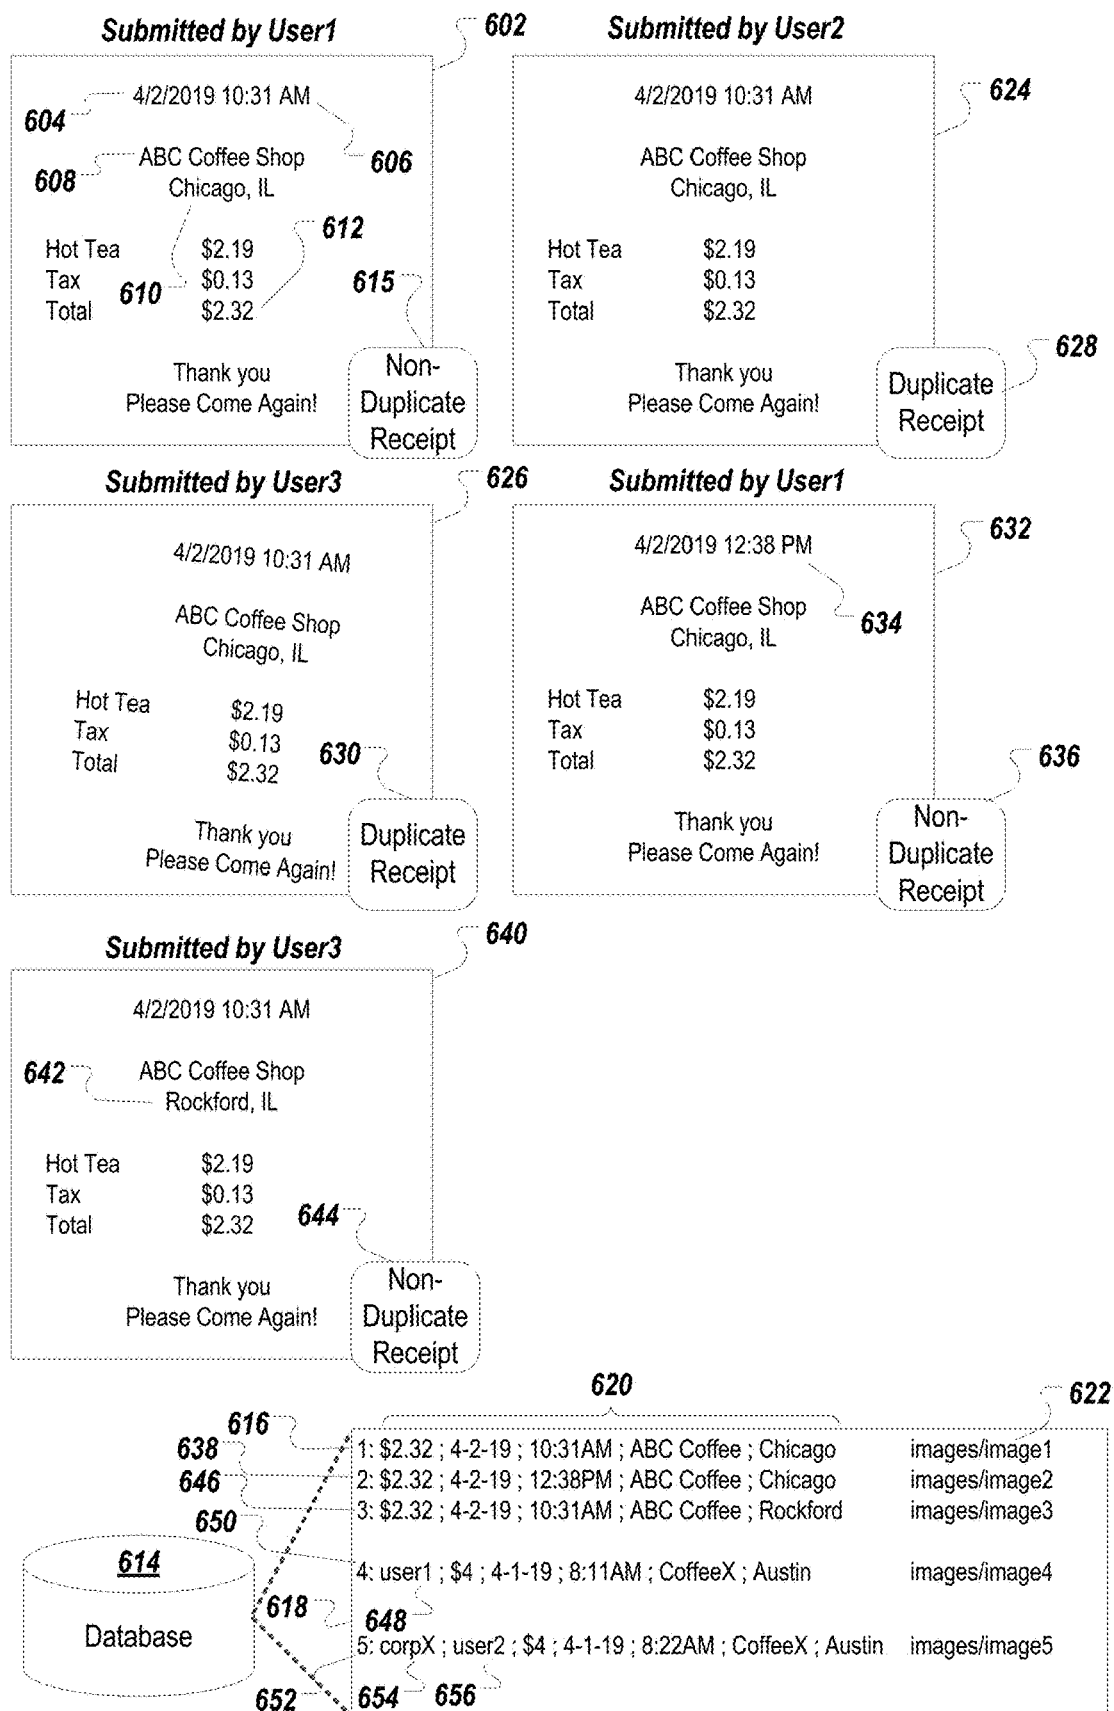 Submitted by User1
602
4/2/2019 10:31 AM
604
606
ABC Coffee Shop
608
Chicago, IL
612
Hot Tea $2.19
Tax $0.13
610
615
Total $2.32
Thank you
Please Come Again!
Non-
Duplicate
Receipt
Submitted by User2
624
4/2/2019 10:31 AM
ABC Coffee Shop
Chicago, IL
Hot Tea $2.19
Tax $0.13
Total $2.32
628
Thank you
Please Come Again!
Duplicate
Receipt
Submitted by User3
626
4/2/2019 10:31 AM
ABC Coffee Shop
Chicago, IL
Hot Tea $2.19
Tax $0.13
Total $2.32
630
Thank you
Please Come Again!
Duplicate
Receipt
Submitted by User1
632
4/2/2019 12:38 PM
ABC Coffee Shop
634
Chicago, IL
Hot Tea $2.19
Tax $0.13
Total $2.32
636
Thank you
Please Come Again!
Non-
Duplicate
Receipt
Submitted by User3
640
4/2/2019 10:31 AM
642
ABC Coffee Shop
Rockford, IL
Hot Tea $2.19
Tax $0.13
Total $2.32
644
Thank you
Please Come Again!
Non-
Duplicate
Receipt
620
622
616
638
646
650
1: $2.32 ; 4-2-19 ; 10:31AM ; ABC Coffee ; Chicago images/image1
2: $2.32 ; 4-2-19 ; 12:38PM ; ABC Coffee ; Chicago images/image2
3: $2.32 ; 4-2-19 ; 10:31AM ; ABC Coffee ; Rockford images/image3
4: user1 ; $4 ; 4-1-19 ; 8:11AM ; CoffeeX ; Austin images/image4
614
Database
618
648
5: corpX ; user2 ; $4 ; 4-1-19 ; 8:22AM ; CoffeeX ; Austin images/image5
652
654
656